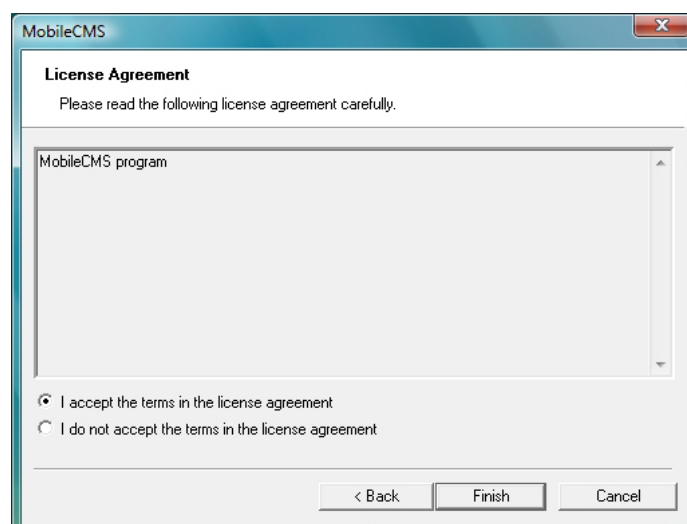 MobileCMS
License Agreement
Please read the following license agreement carefully.
MobileCMS program
I accept the terms in the license agreement
I do not accept the terms in the license agreement
< Back Finish Cancel